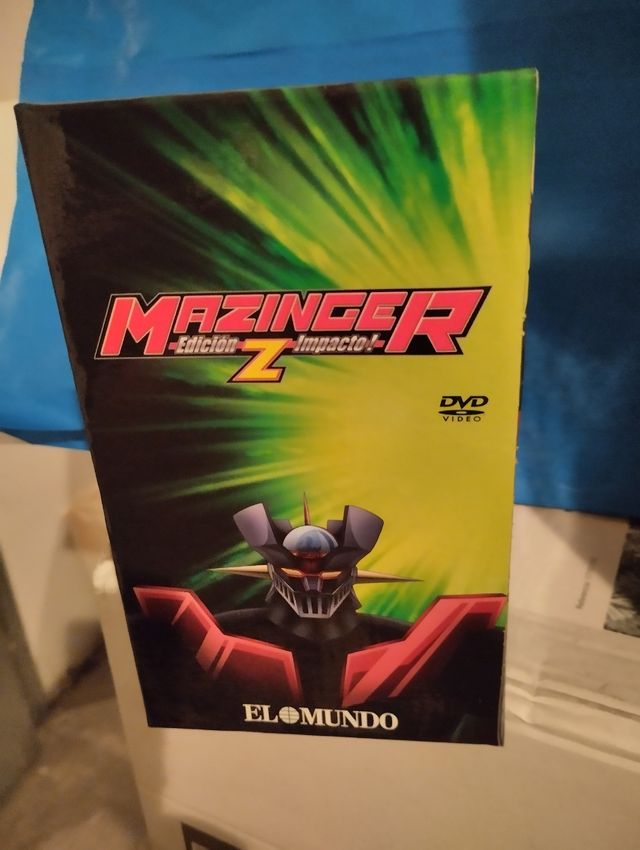 MAZINGER
Edición Z Impacto!
DVD
VIDEO
EL MUNDO